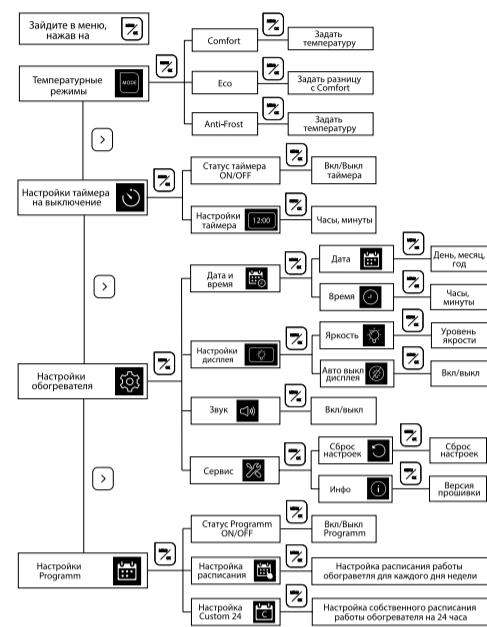 Зайдите в меню,
нажав на
Температурные
режимы
MODE
Comfort
Задать
температуру
Eco
Задать разницу
с Comfort
Anti-Frost
Задать
температуру
Настройки таймера
на выключение
Статус таймера
ON/OFF
Вкл/Выкл
таймера
Настройки
таймера
12:00
Часы, минуты
Настройки
обогревателя
Дата и
время
Дата
День, месяц,
год
Время
Часы,
минуты
Настройки
дисплея
Яркость
Уровень
якрости
Авто выкл
дисплея
Вкл/выкл
Звук
Вкл/выкл
Сервис
Сброс
настроек
Сброс
настроек
Инфо
Версия
прошивки
Настройки
Programm
Статус Programm
ON/OFF
Вкл/Выкл
Programm
Настройка
расписания
Настройка расписания работы
обограветля для каждого дня недели
Настройка
Custom 24
C
Настройка собственного расписания
работы обогревателя на 24 часа